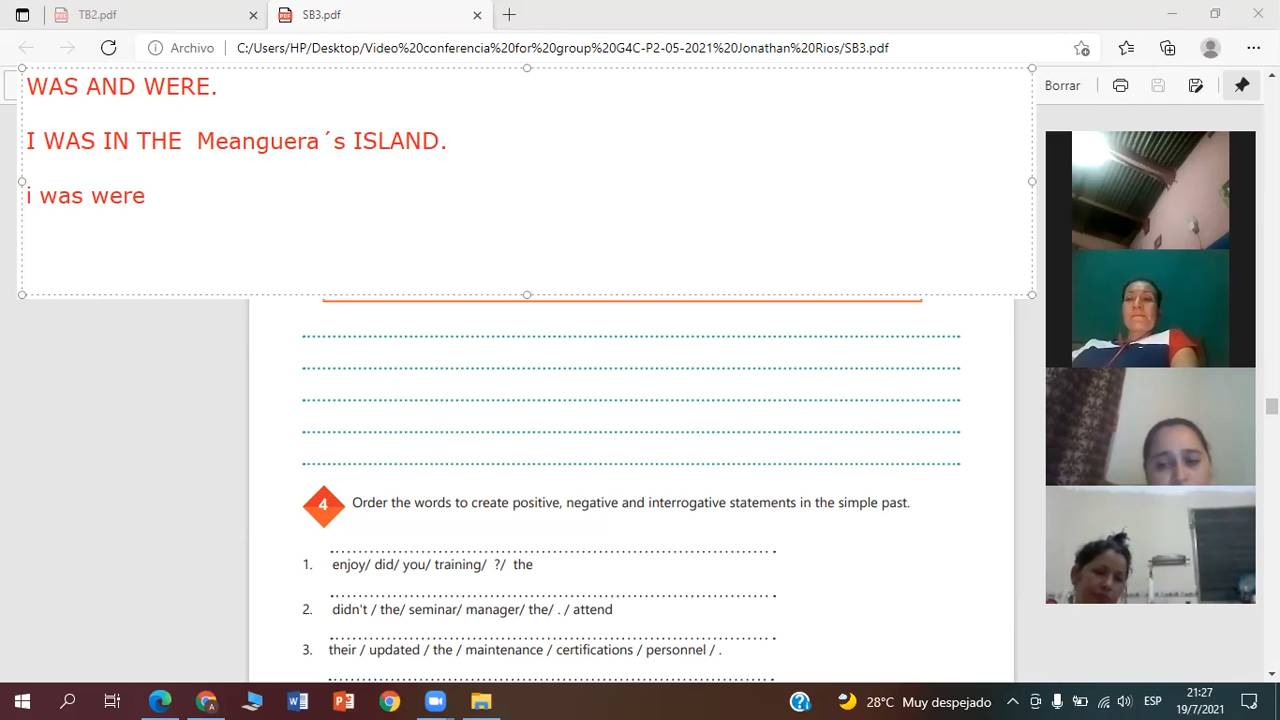 TB2.pdf
SB3.pdf
Archivo
C:/Users/HP/Desktop/Video%20conferencia%20for%20group%20G4C-P2-05-2021%20Jonathan%20Rios/SB3.pdf
Borrar
WAS AND WERE.
I WAS IN THE  Meanguera´s ISLAND.
i was were
4 Order the words to create positive, negative and interrogative statements in the simple past.
1. enjoy/ did/ you/ training/ ?/ the
2. didn't / the/ seminar/ manager/ the/ . / attend
3. their / updated / the / maintenance / certifications / personnel / .
28°C Muy despejado
ESP
21:27
19/7/2021